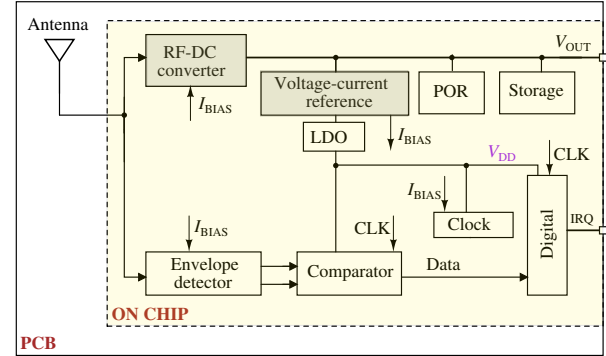 Antenna
RF-DC
converter
V_OUT
Voltage-current
reference
POR
Storage
I_BIAS
LDO
I_BIAS
V_DD
CLK
I_BIAS
Clock
Digital
IRQ
I_BIAS
CLK
Envelope
detector
Comparator
Data
ON CHIP
PCB